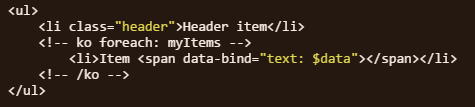 <ul>
    <li class="header">Header item</li>
    <!-- ko foreach: myItems -->
        <li>Item <span data-bind="text: $data"></span></li>
    <!-- /ko -->
</ul>